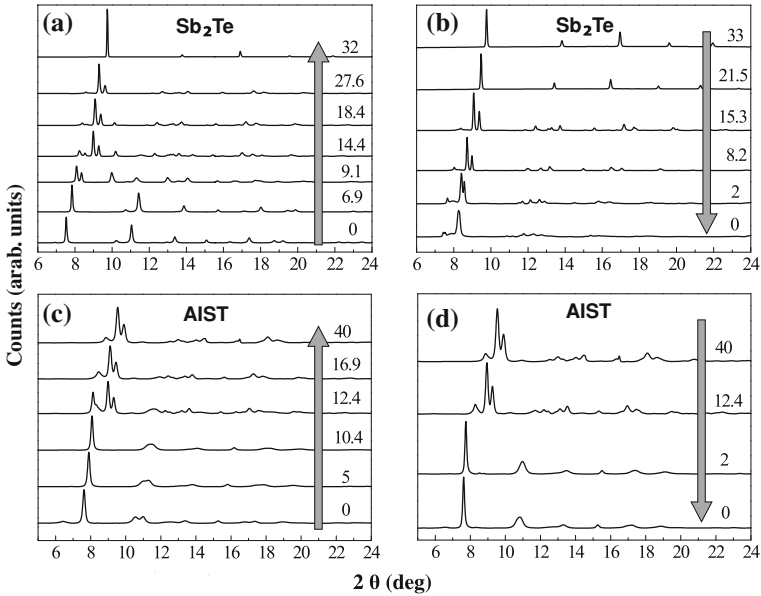 (a) Sb₂Te
32
27.6
18.4
14.4
9.1
6.9
0
6 8 10 12 14 16 18 20 22 24
(b) Sb₂Te
33
21.5
15.3
8.2
2
0
6 8 10 12 14 16 18 20 22 24
Counts (arab. units)
(c) AIST
40
16.9
12.4
10.4
5
0
6 8 10 12 14 16 18 20 22 24
(d) AIST
40
12.4
2
0
6 8 10 12 14 16 18 20 22 24
2 θ (deg)